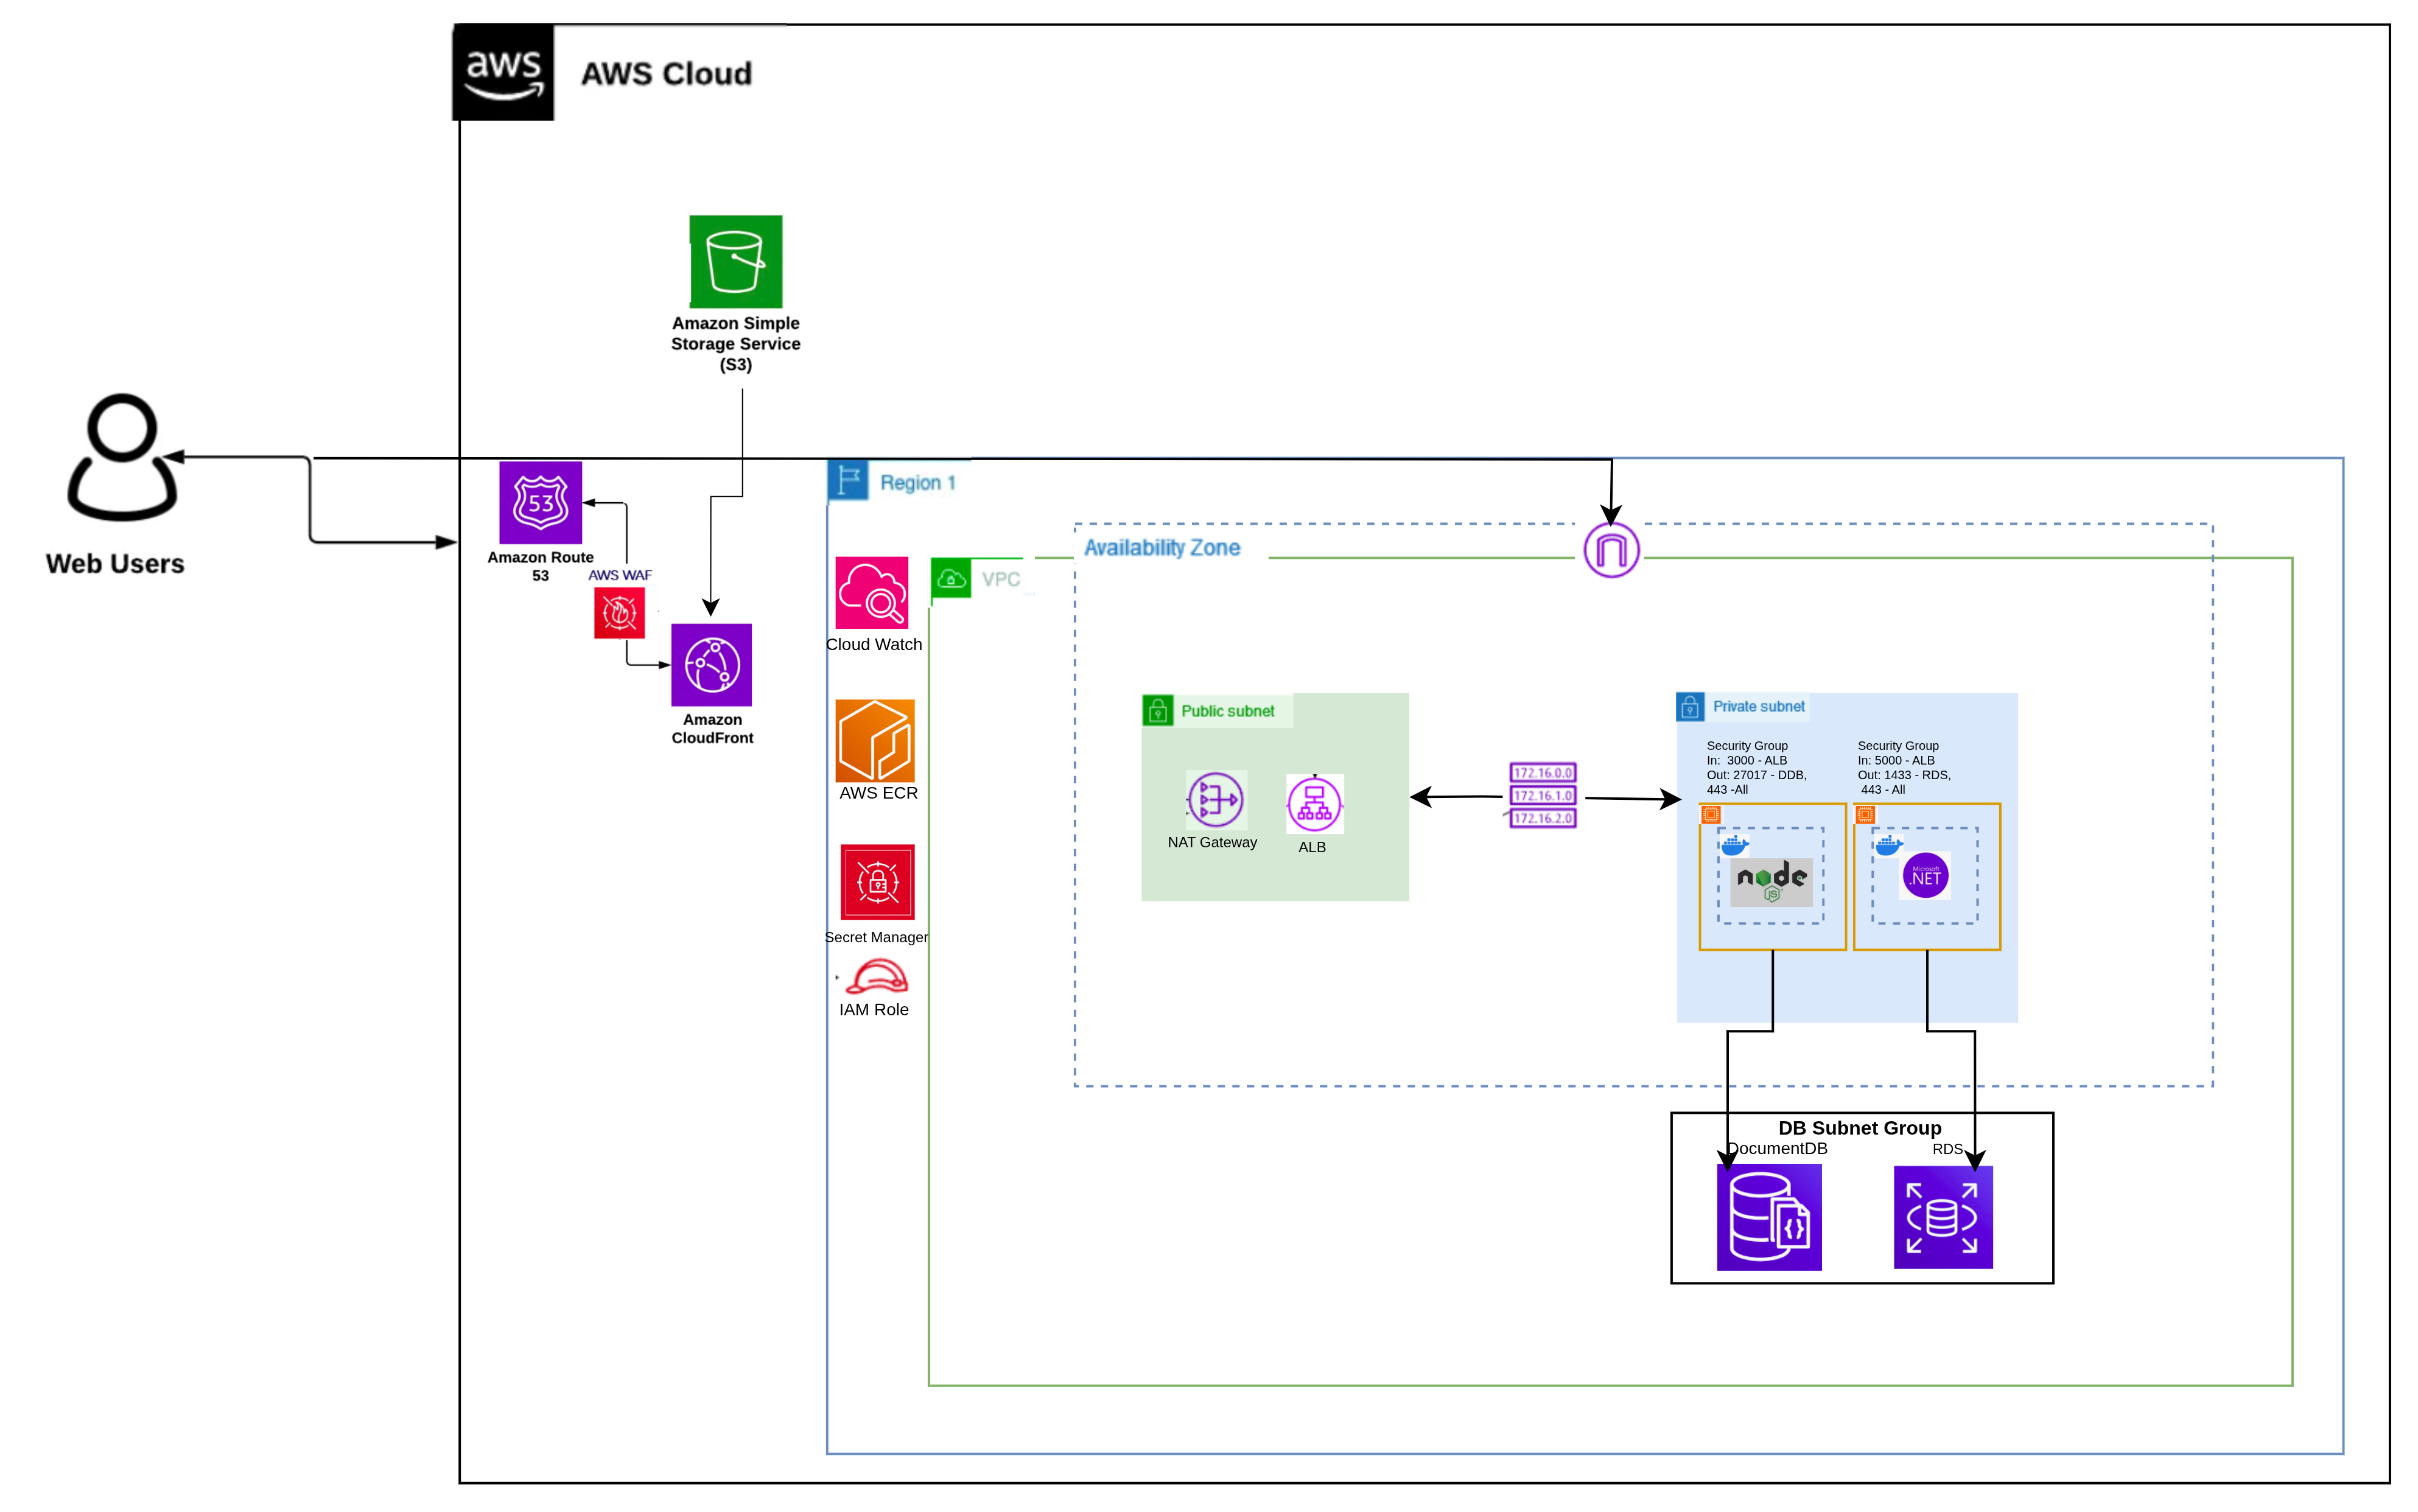 aws
AWS Cloud
Amazon Simple
Storage Service
(S3)
Web Users
53
Amazon Route
53
AWS WAF
Amazon
CloudFront
Region 1
Availability Zone
VPC
Cloud Watch
AWS ECR
Secret Manager
IAM Role
Public subnet
NAT Gateway
ALB
172.16.0.0
172.16.1.0
172.16.2.0
Private subnet
Security Group
In:  3000 - ALB
Out: 27017 - DDB,
443 -All
Security Group
In: 5000 - ALB
Out: 1433 - RDS,
443 - All
node
JS
Microsoft
.NET
DB Subnet Group
DocumentDB
RDS